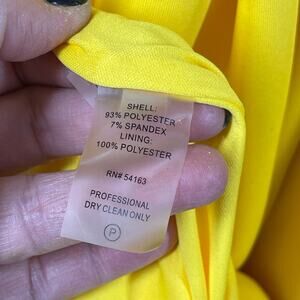 SHELL:
93% POLYESTER
7% SPANDEX
LINING:
100% POLYESTER
RN# 54163
PROFESSIONAL
DRY CLEAN ONLY
P